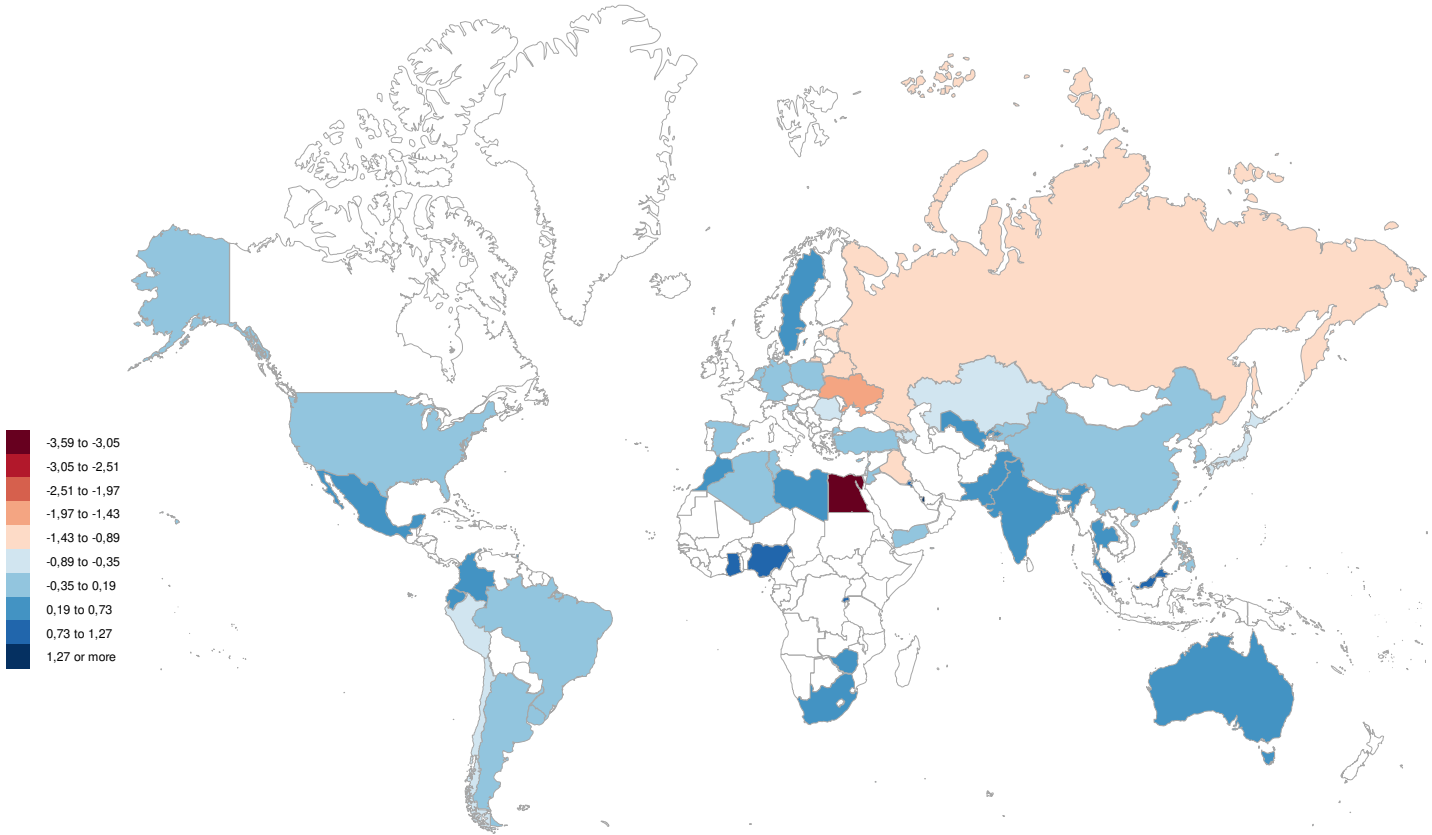 -3,59 to -3,05
-3,05 to -2,51
-2,51 to -1,97
-1,97 to -1,43
-1,43 to -0,89
-0,89 to -0,35
-0,35 to 0,19
0,19 to 0,73
0,73 to 1,27
1,27 or more